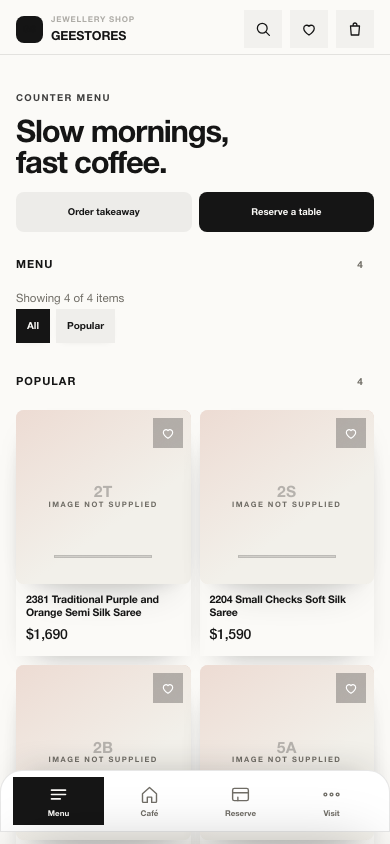 JEWELLERY SHOP
GEESTORES
COUNTER MENU
Slow mornings,
fast coffee.
Order takeaway
Reserve a table
MENU
4
Showing 4 of 4 items
All
Popular
POPULAR
4
2T
IMAGE NOT SUPPLIED
2S
IMAGE NOT SUPPLIED
2381 Traditional Purple and
Orange Semi Silk Saree
$1,690
2204 Small Checks Soft Silk
Saree
$1,590
2B
IMAGE NOT SUPPLIED
5A
IMAGE NOT SUPPLIED
Menu
Café
Reserve
Visit